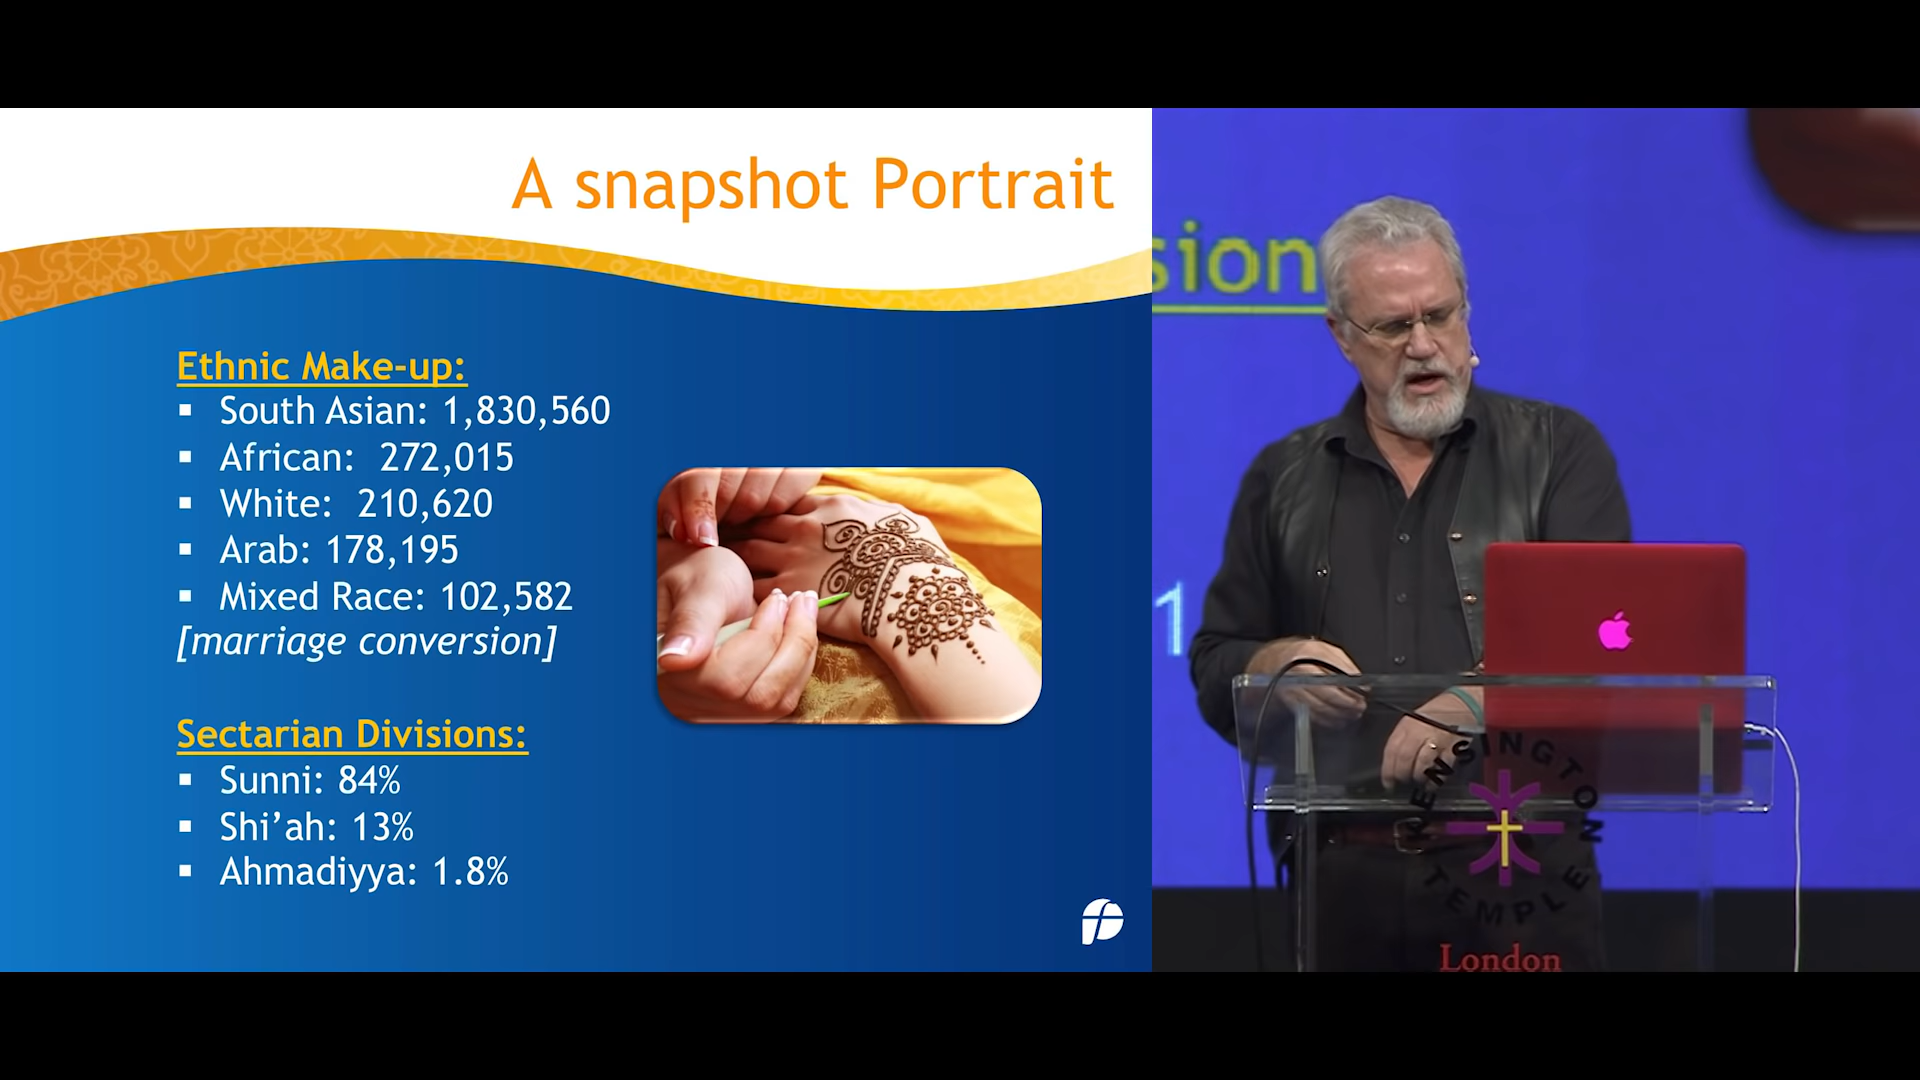 A snapshot Portrait
Ethnic Make-up:
▪ South Asian: 1,830,560
▪ African: 272,015
▪ White: 210,620
▪ Arab: 178,195
▪ Mixed Race: 102,582
[marriage conversion]
Sectarian Divisions:
▪ Sunni: 84%
▪ Shi’ah: 13%
▪ Ahmadiyya: 1.8%
sion
1
KENSINGTON
TEMPLE
London